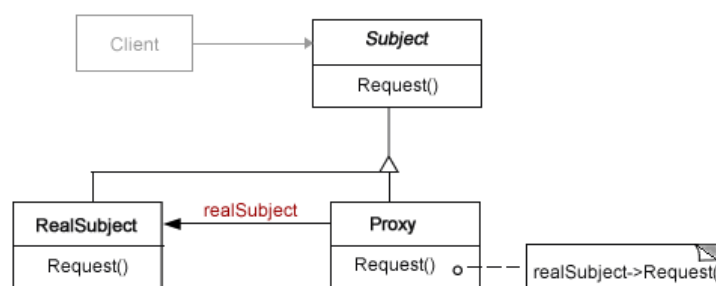 Client
Subject
Request()
realSubject
RealSubject
Proxy
Request()
Request()
realSubject->Request(